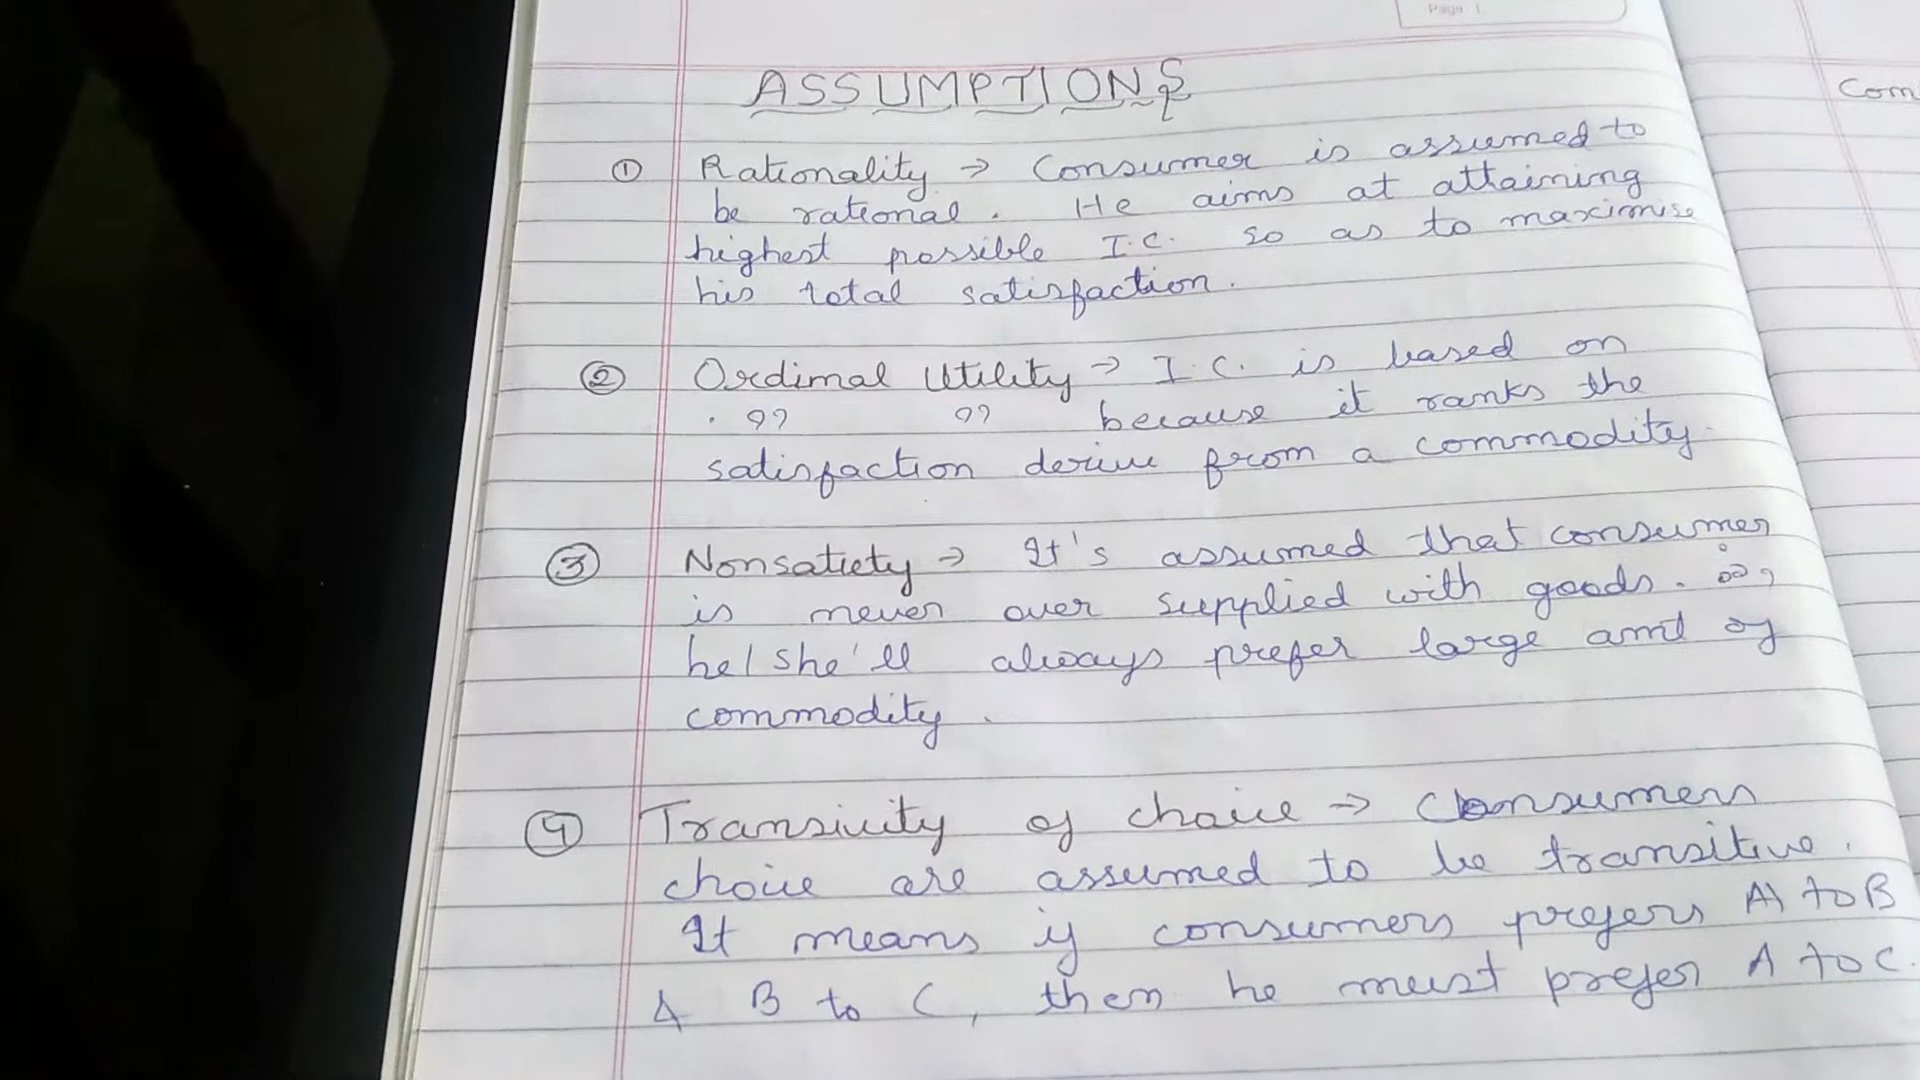 Page 1
ASSUMPTIONS
Com
① Rationality → Consumer is assumed to
be rational. He aims at attaining
highest possible I.C. so as to maximise
his total satisfaction.
② Ordinal Utility → I.C. is based on
" " because it ranks the
satisfaction derive from a commodity.
③ Nonsatiety → It's assumed that consumer
is never over supplied with goods. ∴,
he/she'll always prefer large amt of
commodity.
④ Transivity of choice → Consumers
choice are assumed to be transitive.
It means if consumers prefers A to B
& B to C, then he must prefer A to C.